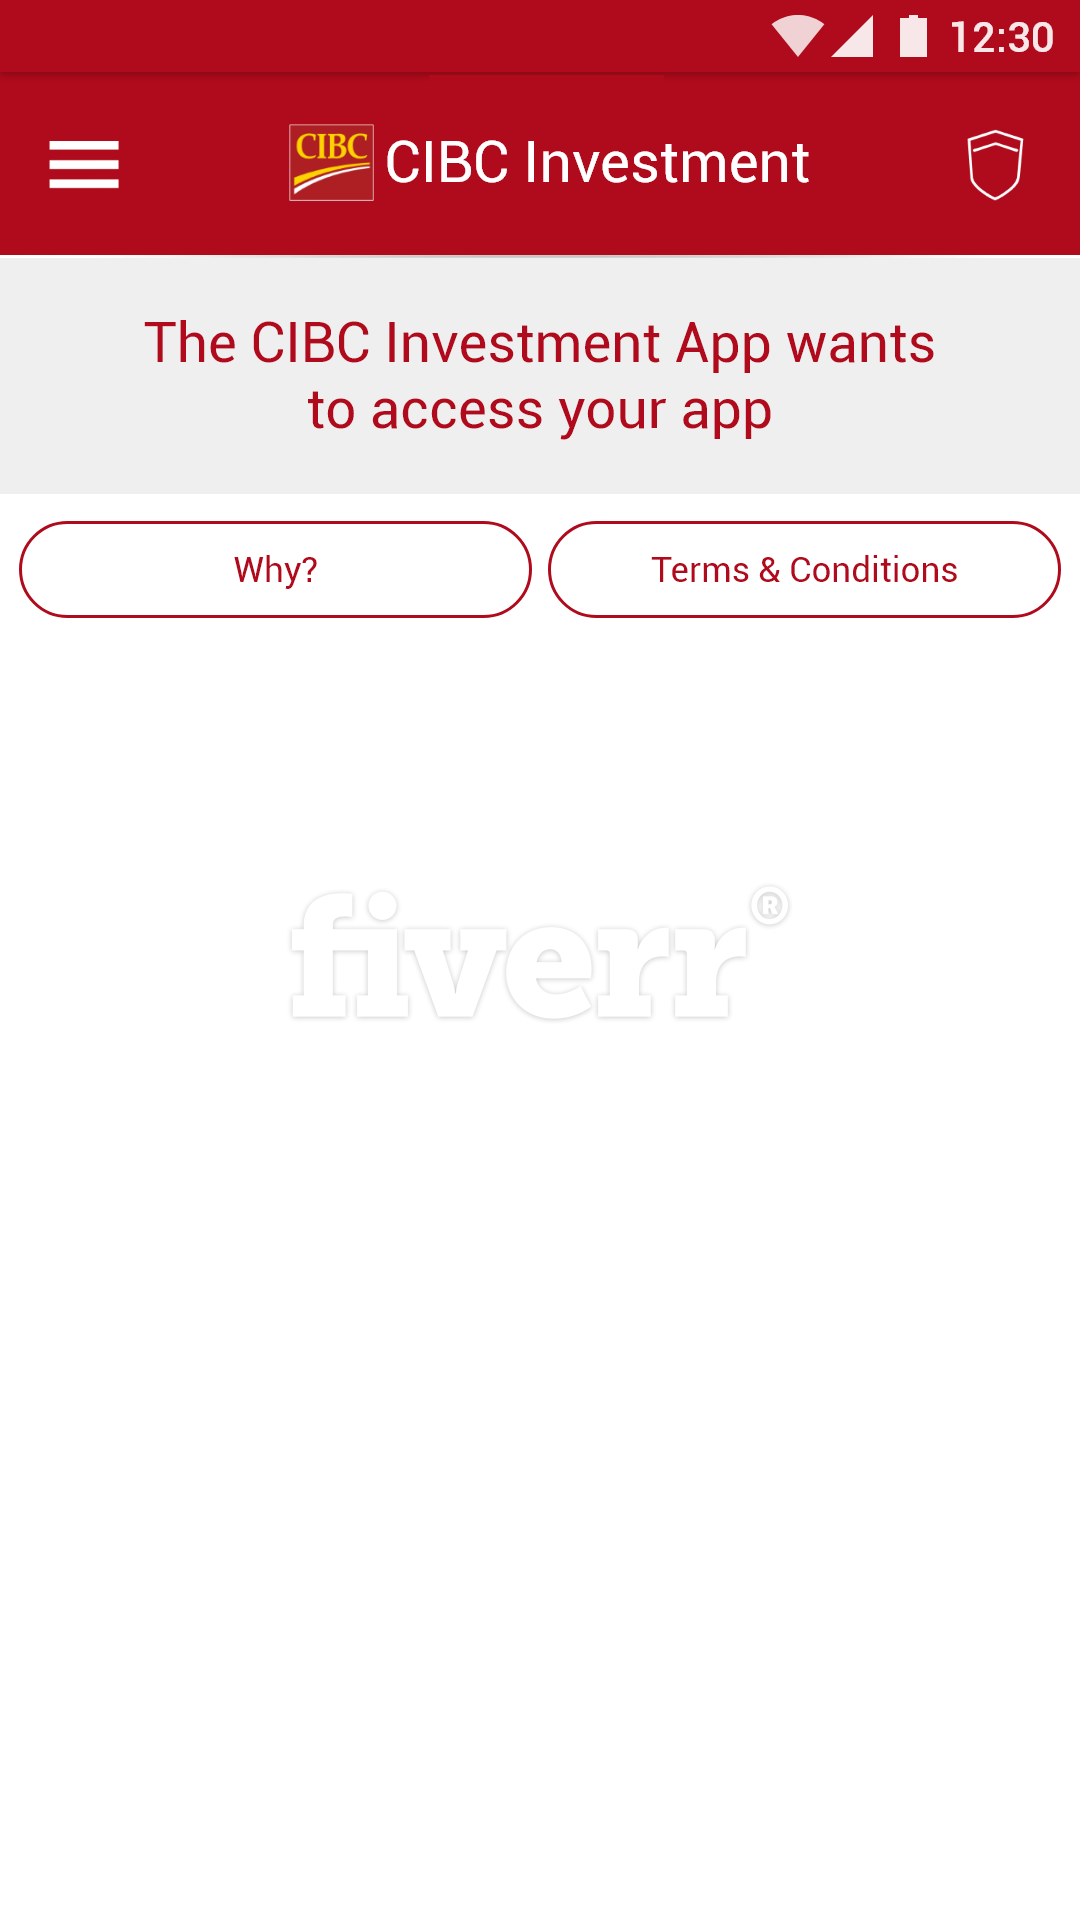 12:30
CIBC CIBC Investment
The CIBC Investment App wants
to access your app
Why? Terms & Conditions
fiverr®